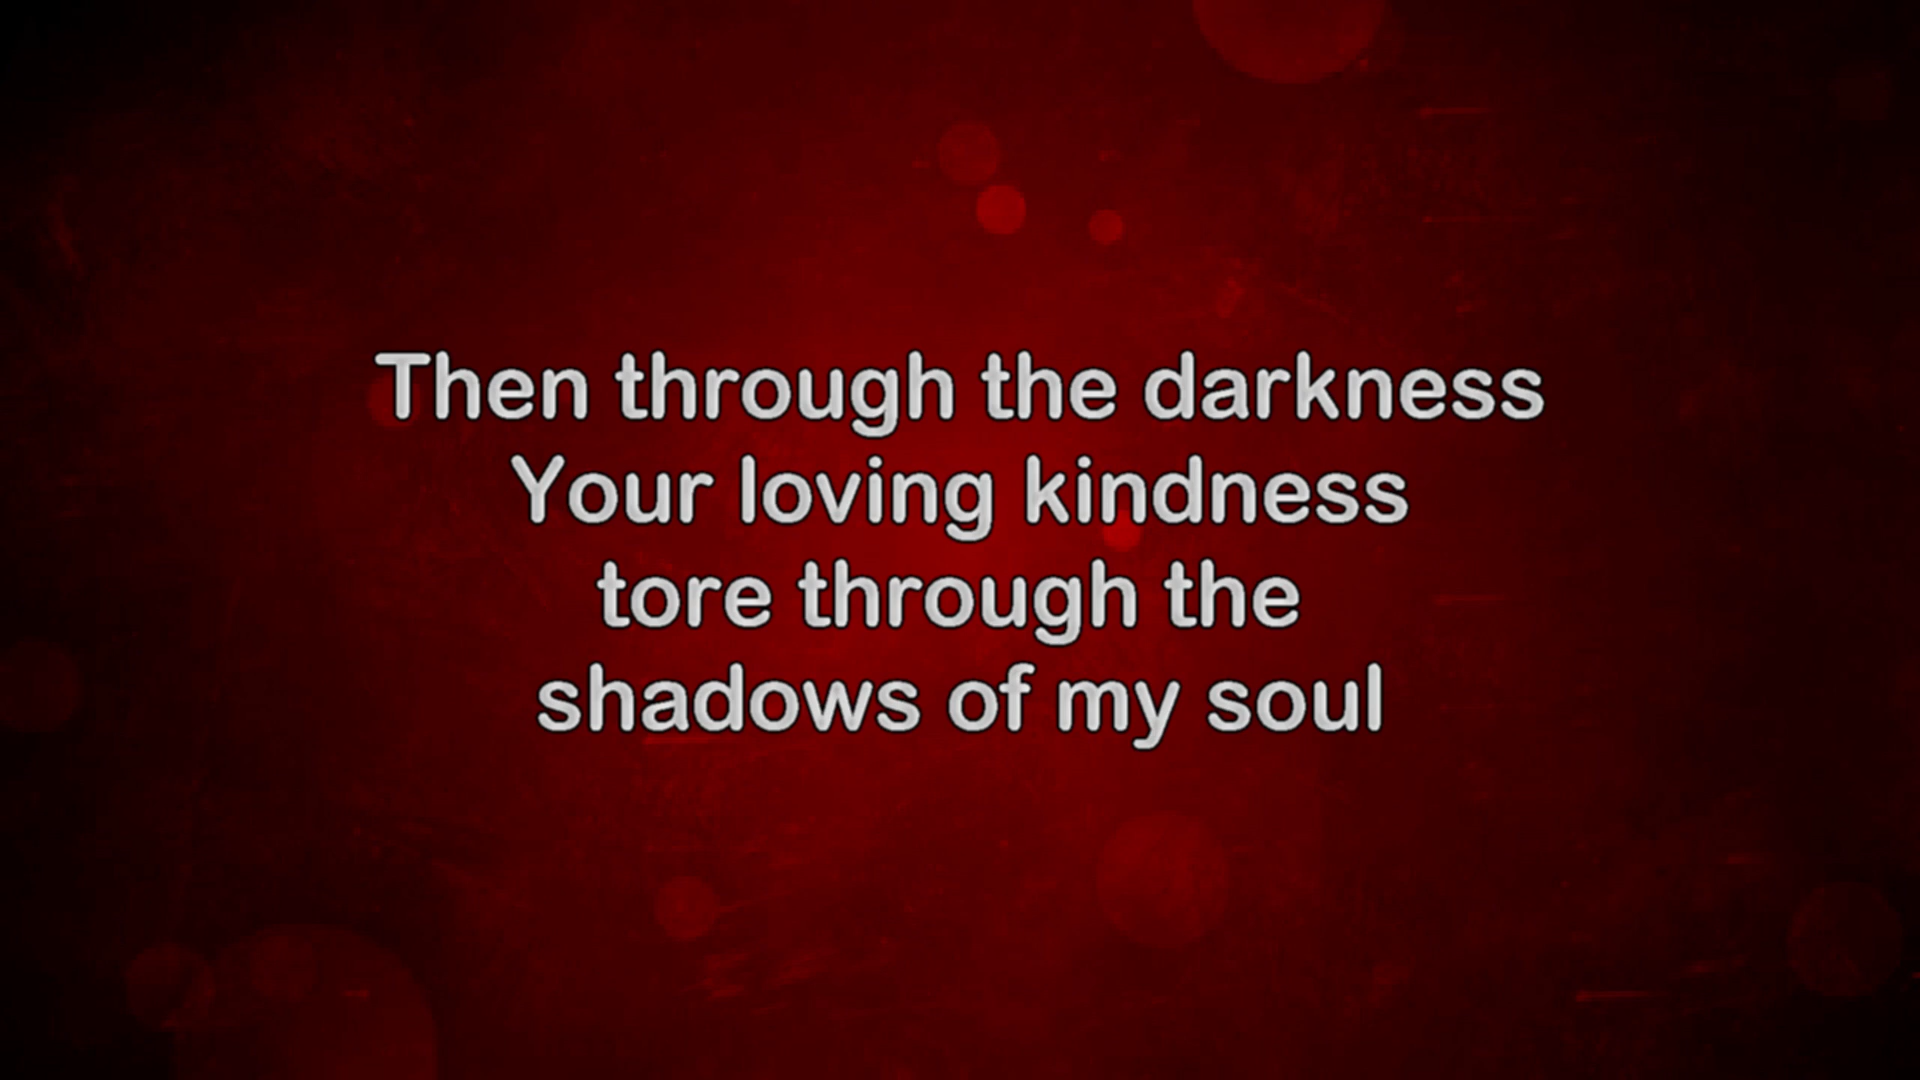 Then through the darkness
Your loving kindness
tore through the
shadows of my soul